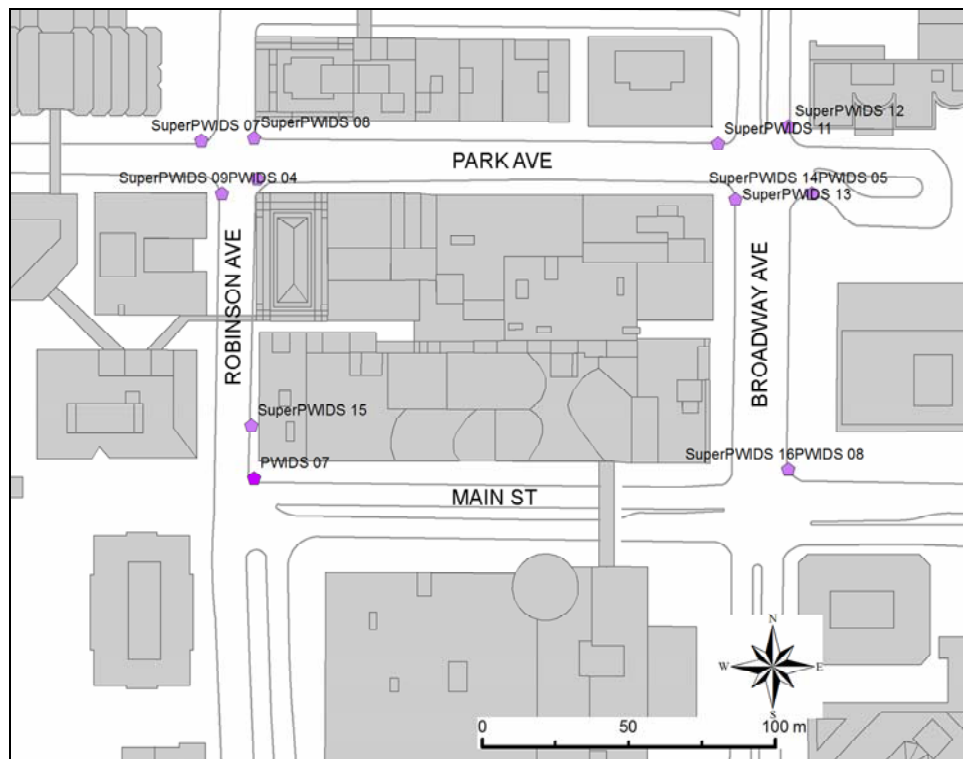 SuperPWIDS 12
SuperPWIDS 07
SuperPWIDS 08
SuperPWIDS 11
PARK AVE
SuperPWIDS 09
PWIDS 04
SuperPWIDS 14
PWIDS 05
SuperPWIDS 13
ROBINSON AVE
BROADWAY AVE
SuperPWIDS 15
SuperPWIDS 16
PWIDS 08
PWIDS 07
MAIN ST
N
W
E
S
0
50
100 m